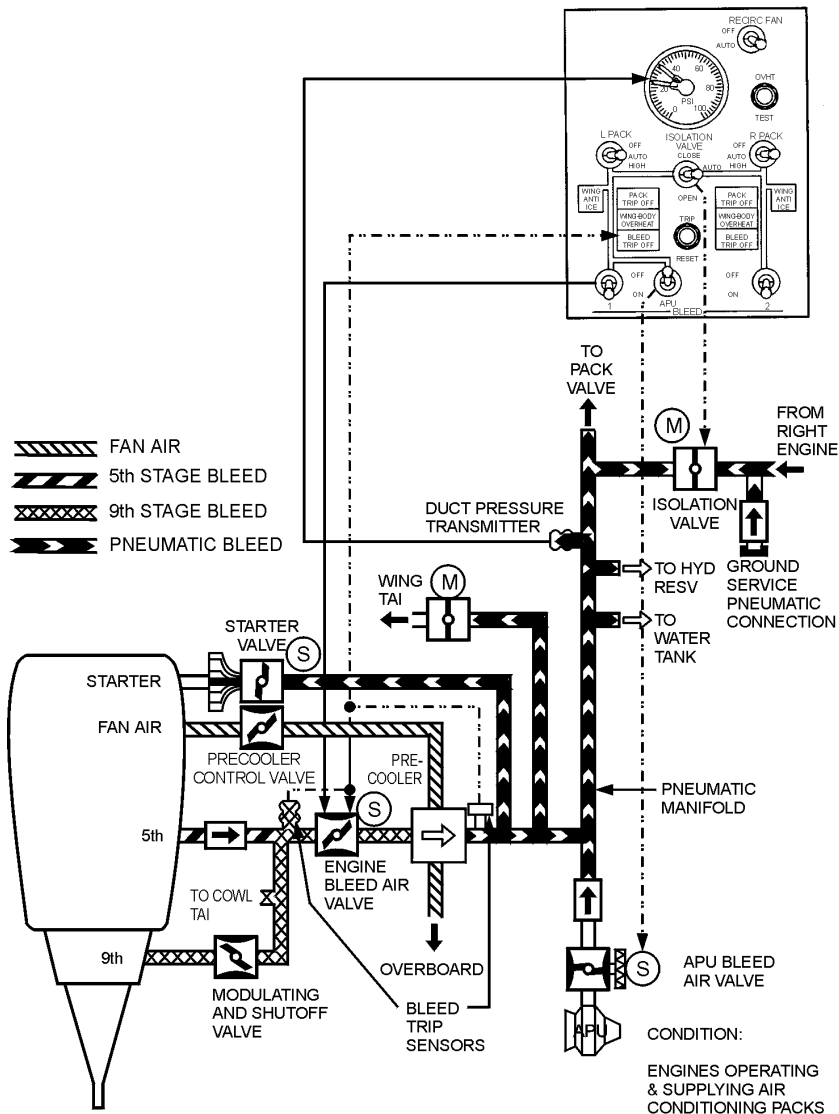 RECIRC FAN
OFF
AUTO
40
60
20
80
PSI
0
100
OVHT
TEST
L PACK
OFF
AUTO
HIGH
ISOLATION
VALVE
CLOSE
AUTO
OPEN
R PACK
OFF
AUTO
HIGH
WING
ANTI
ICE
PACK
TRIP OFF
WING-BODY
OVERHEAT
BLEED
TRIP OFF
TRIP
RESET
PACK
TRIP OFF
WING-BODY
OVERHEAT
BLEED
TRIP OFF
WING
ANTI
ICE
OFF
ON
1
APU
BLEED
OFF
ON
2
TO
PACK
VALVE
M
FROM
RIGHT
ENGINE
ISOLATION
VALVE
FAN AIR
5th STAGE BLEED
9th STAGE BLEED
PNEUMATIC BLEED
DUCT PRESSURE
TRANSMITTER
GROUND
SERVICE
PNEUMATIC
CONNECTION
TO HYD
RESV
TO
WATER
TANK
WING
TAI
M
STARTER
VALVE
S
STARTER
FAN AIR
PRECOOLER
CONTROL VALVE
PRE-
COOLER
PNEUMATIC
MANIFOLD
5th
S
ENGINE
BLEED AIR
VALVE
TO COWL
TAI
9th
MODULATING
AND SHUTOFF
VALVE
OVERBOARD
BLEED
TRIP
SENSORS
S
APU BLEED
AIR VALVE
APU
CONDITION:
ENGINES OPERATING
& SUPPLYING AIR
CONDITIONING PACKS